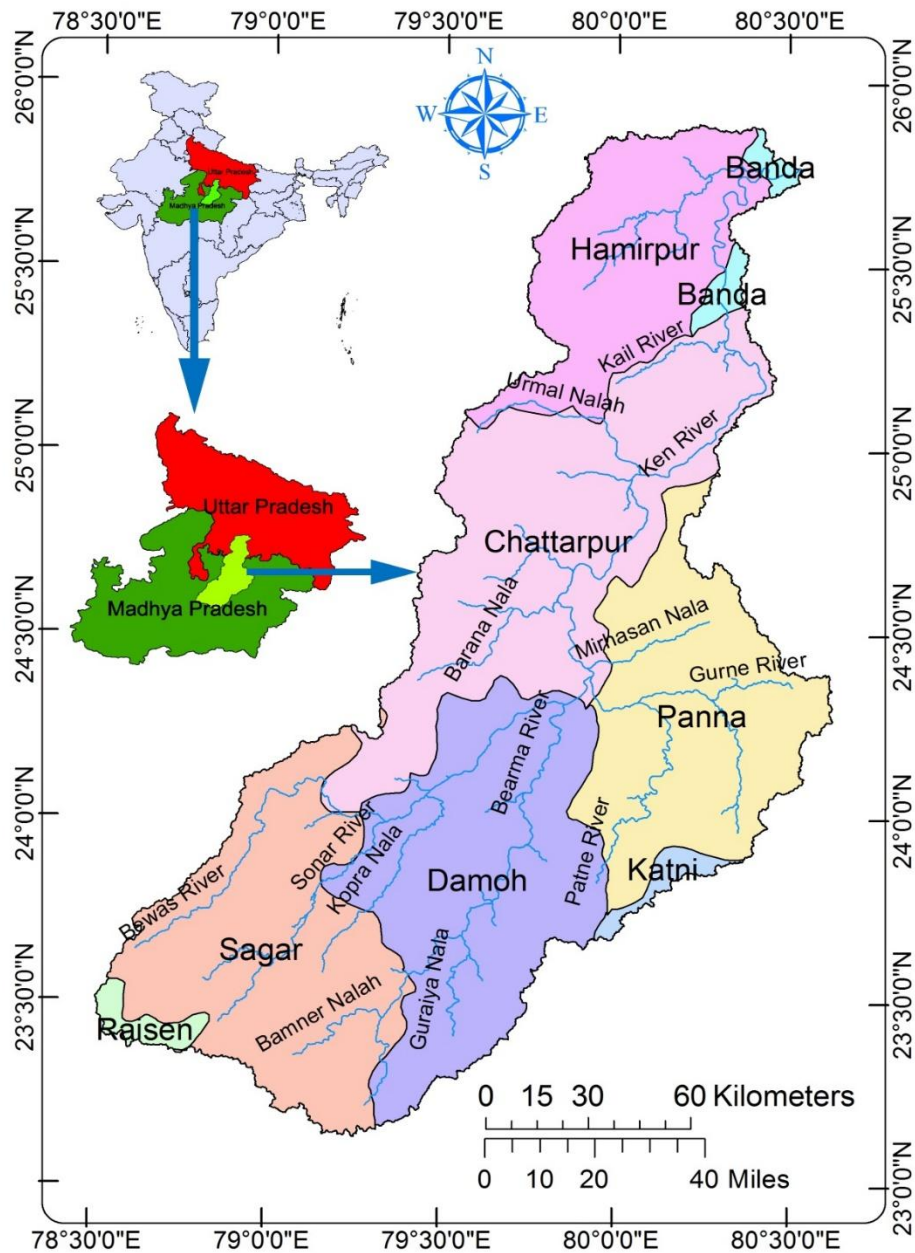 78°30'0"E 79°0'0"E 79°30'0"E 80°0'0"E 80°30'0"E
26°0'0"N
25°30'0"N
25°0'0"N
24°30'0"N
24°0'0"N
23°30'0"N
N
W E
S
Uttar Pradesh
Madhya Pradesh
Uttar Pradesh
Madhya Pradesh
Banda
Hamirpur
Banda
Kail River
Urmal Nalah
Ken River
Chattarpur
Barana Nala
Mirhasan Nala
Gurne River
Panna
Bearma River
Sonar River
Kopra Nala
Patne River
Katni
Damoh
Bewas River
Sagar
Guraiya Nala
Bamner Nalah
Raisen
0 15 30 60 Kilometers
0 10 20 40 Miles
26°0'0"N
25°30'0"N
25°0'0"N
24°30'0"N
24°0'0"N
23°30'0"N
23°0'0"N
78°30'0"E 79°0'0"E 79°30'0"E 80°0'0"E 80°30'0"E